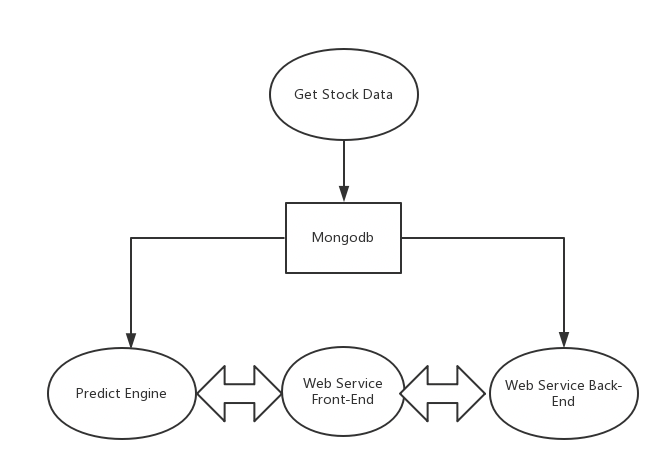 Get Stock Data
Mongodb
Predict Engine
Web Service
Front-End
Web Service Back-
End